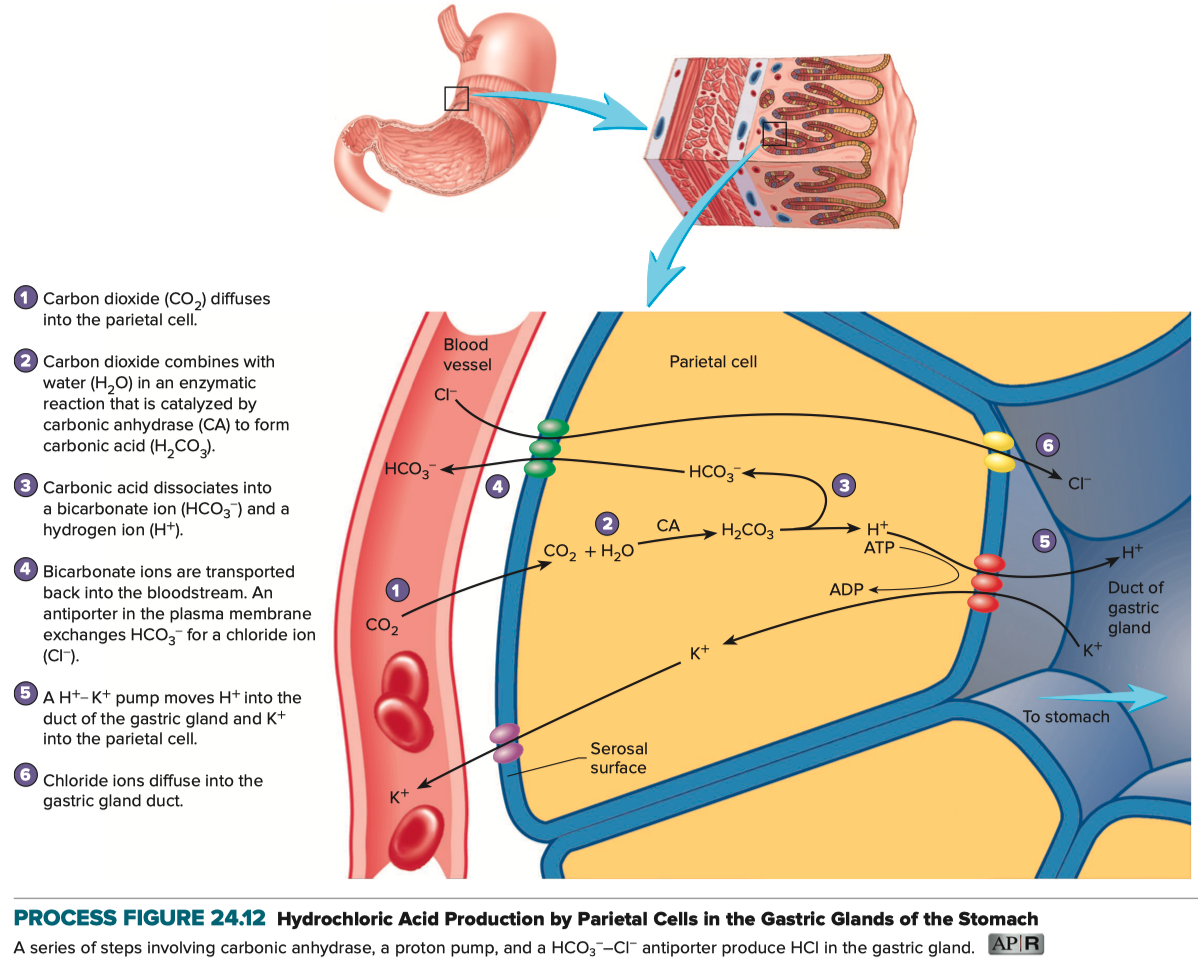 1 Carbon dioxide (CO₂) diffuses
into the parietal cell.
2 Carbon dioxide combines with
water (H₂O) in an enzymatic
reaction that is catalyzed by
carbonic anhydrase (CA) to form
carbonic acid (H₂CO₃).
3 Carbonic acid dissociates into
a bicarbonate ion (HCO₃⁻) and a
hydrogen ion (H⁺).
4 Bicarbonate ions are transported
back into the bloodstream. An
antiporter in the plasma membrane
exchanges HCO₃⁻ for a chloride ion
(Cl⁻).
5 A H⁺–K⁺ pump moves H⁺ into the
duct of the gastric gland and K⁺
into the parietal cell.
6 Chloride ions diffuse into the
gastric gland duct.
Blood
vessel
Parietal cell
Cl⁻
6
HCO₃⁻
4
HCO₃⁻
3
Cl⁻
2
CA
H₂CO₃
H⁺
5
CO₂ + H₂O
ATP
H⁺
1
ADP
Duct of
gastric
gland
CO₂
K⁺
K⁺
To stomach
Serosal
surface
K⁺
PROCESS FIGURE 24.12 Hydrochloric Acid Production by Parietal Cells in the Gastric Glands of the Stomach
A series of steps involving carbonic anhydrase, a proton pump, and a HCO₃⁻–Cl⁻ antiporter produce HCl in the gastric gland. AP|R